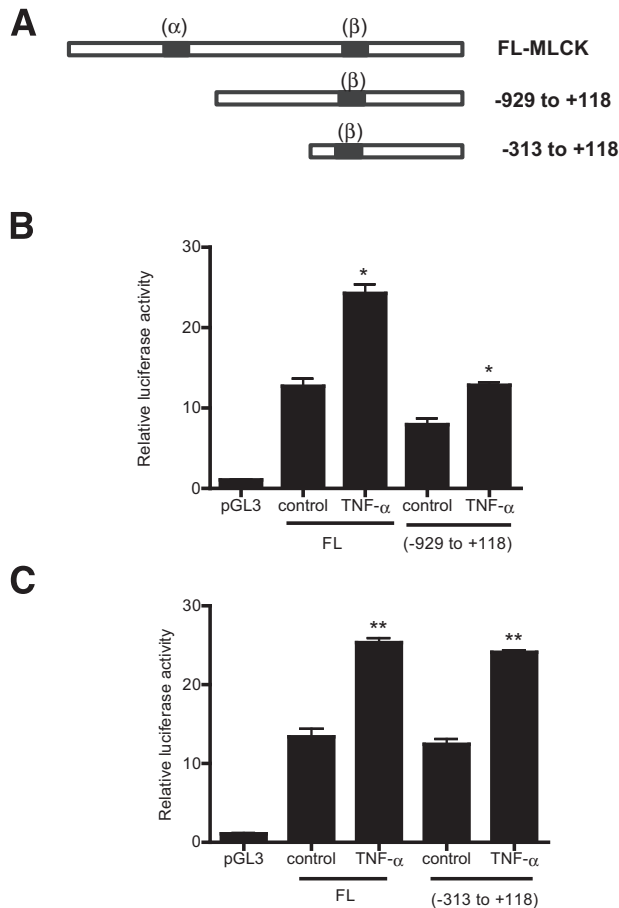 A
(α) (β)
FL-MLCK
(β)
-929 to +118
(β)
-313 to +118
B
Relative luciferase activity
30
20
10
0
*
*
pGL3 control TNF-α control TNF-α
FL (-929 to +118)
C
Relative luciferase activity
30
20
10
0
**
**
pGL3 control TNF-α control TNF-α
FL (-313 to +118)